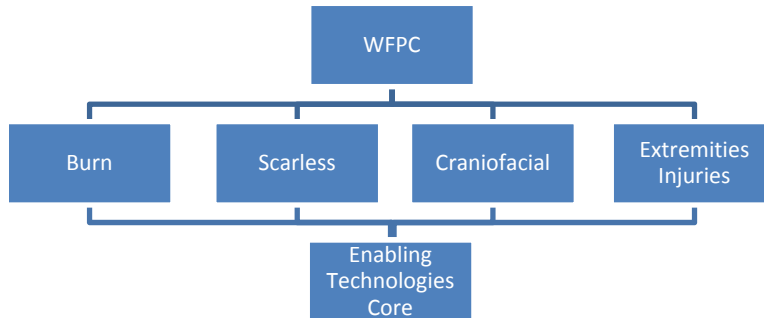 WFPC
Burn
Scarless
Craniofacial
Extremities
Injuries
Enabling
Technologies
Core